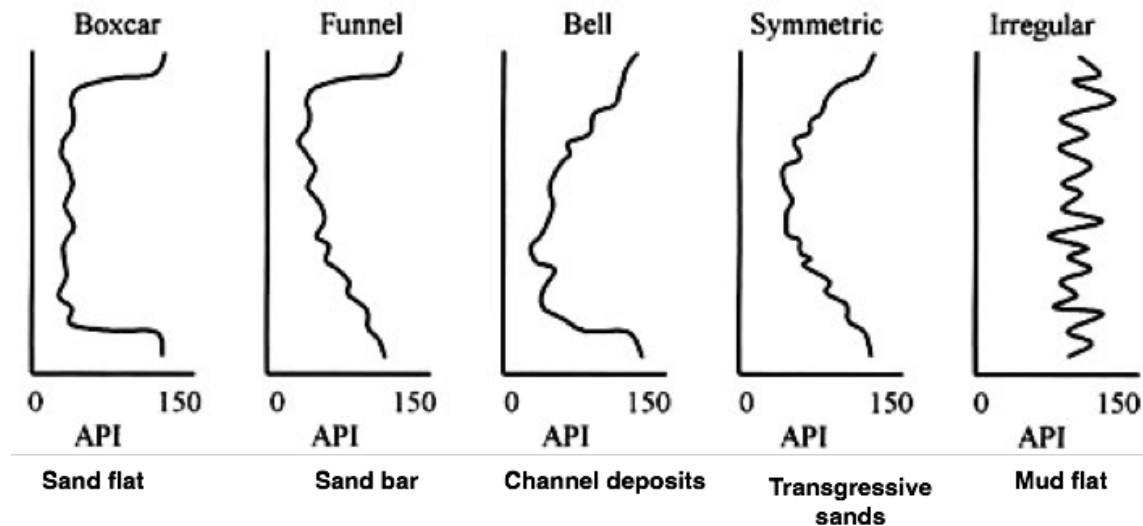 Boxcar Funnel Bell Symmetric Irregular
0 150 0 150 0 150 0 150 0 150
API API API API API
Sand flat Sand bar Channel deposits Transgressive sands Mud flat